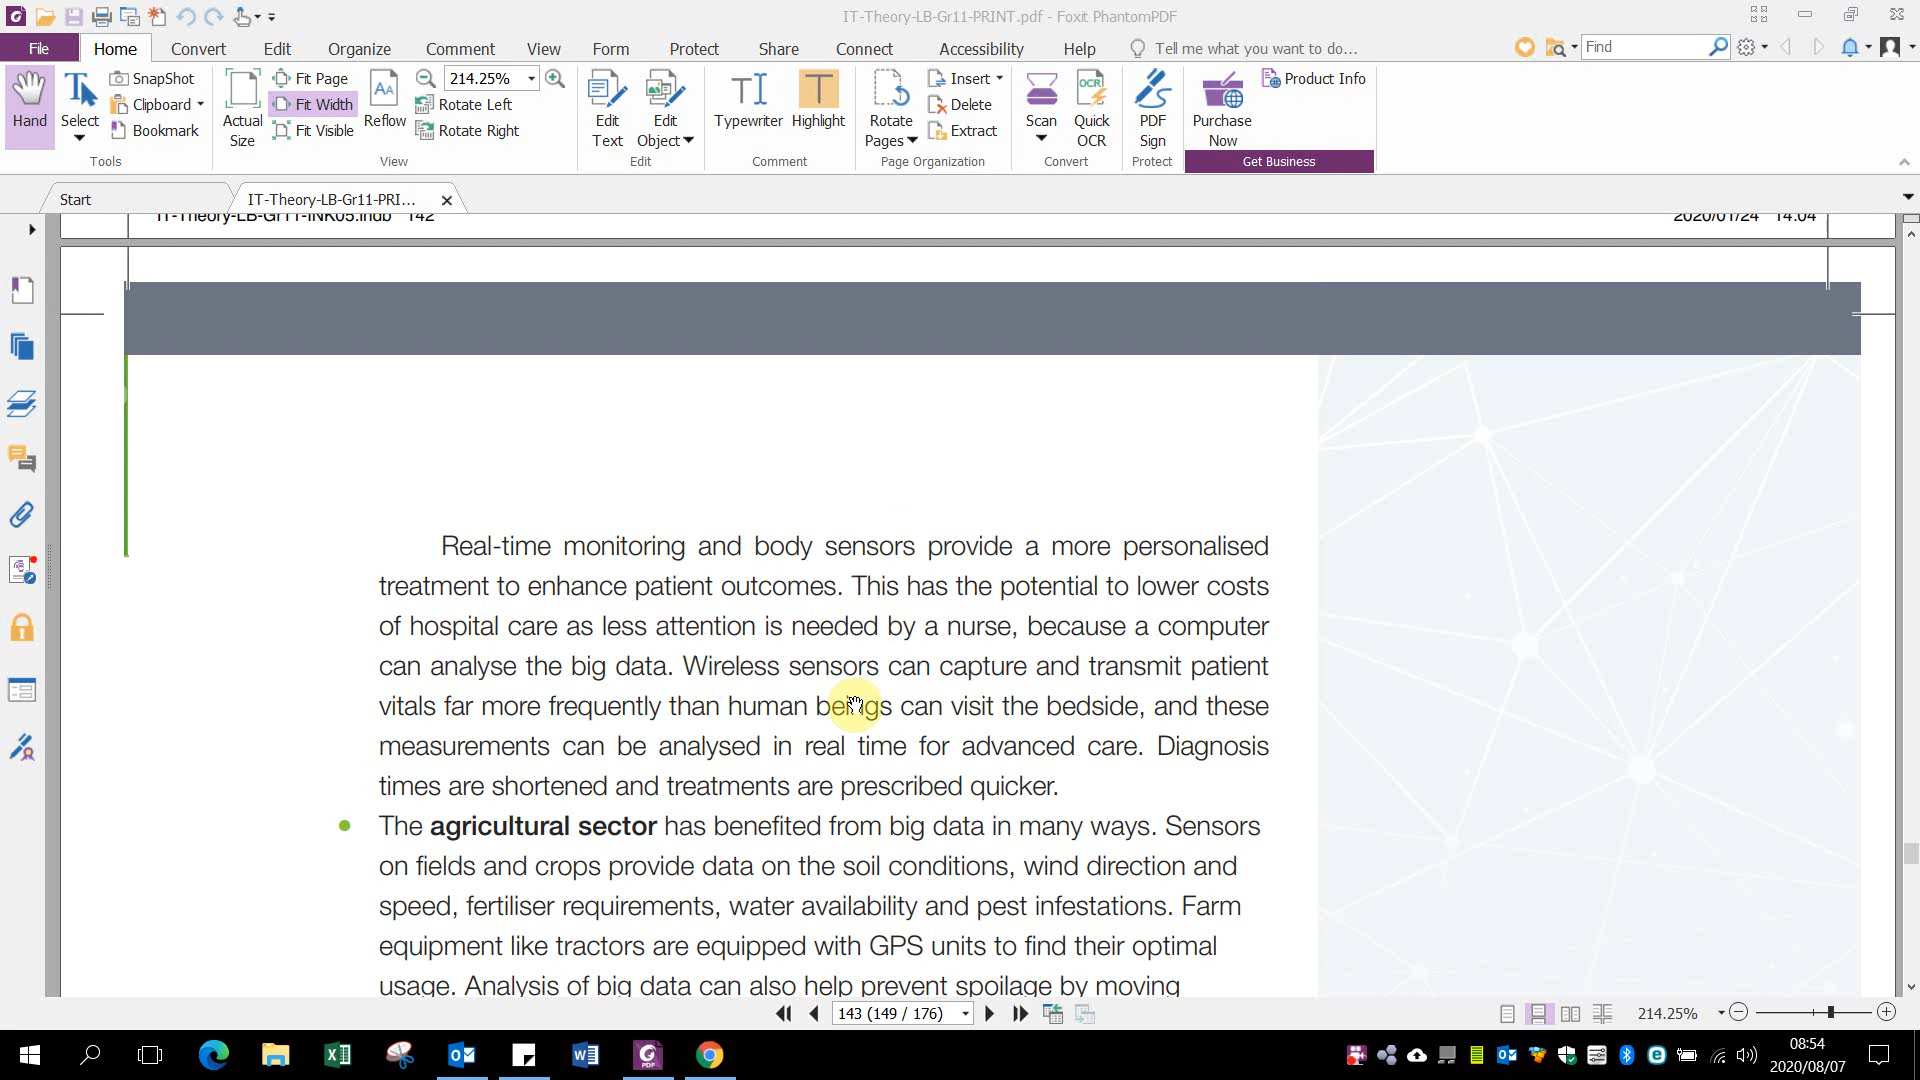 IT-Theory-LB-Gr11-PRINT.pdf - Foxit PhantomPDF
File Home Convert Edit Organize Comment View Form Protect Share Connect Accessibility Help Tell me what you want to do... Find
Hand
Select
SnapShot
Clipboard
Bookmark
Tools
Actual Size
Fit Page
Fit Width
Fit Visible
Reflow
214.25%
Rotate Left
Rotate Right
View
Edit Text
Edit Object
Edit
Typewriter
Highlight
Comment
Rotate Pages
Insert
Delete
Extract
Page Organization
Scan
Quick OCR
Convert
PDF Sign
Protect
Purchase Now
Product Info
Get Business
Start IT-Theory-LB-Gr11-PRI...
IT-Theory-LB-Gr11-INK05.indb 142 2020/01/24 14:04
Real-time monitoring and body sensors provide a more personalised
treatment to enhance patient outcomes. This has the potential to lower costs
of hospital care as less attention is needed by a nurse, because a computer
can analyse the big data. Wireless sensors can capture and transmit patient
vitals far more frequently than human beings can visit the bedside, and these
measurements can be analysed in real time for advanced care. Diagnosis
times are shortened and treatments are prescribed quicker.
• The agricultural sector has benefited from big data in many ways. Sensors
on fields and crops provide data on the soil conditions, wind direction and
speed, fertiliser requirements, water availability and pest infestations. Farm
equipment like tractors are equipped with GPS units to find their optimal
usage. Analysis of big data can also help prevent spoilage by moving
143 (149 / 176) 214.25%
08:54
2020/08/07